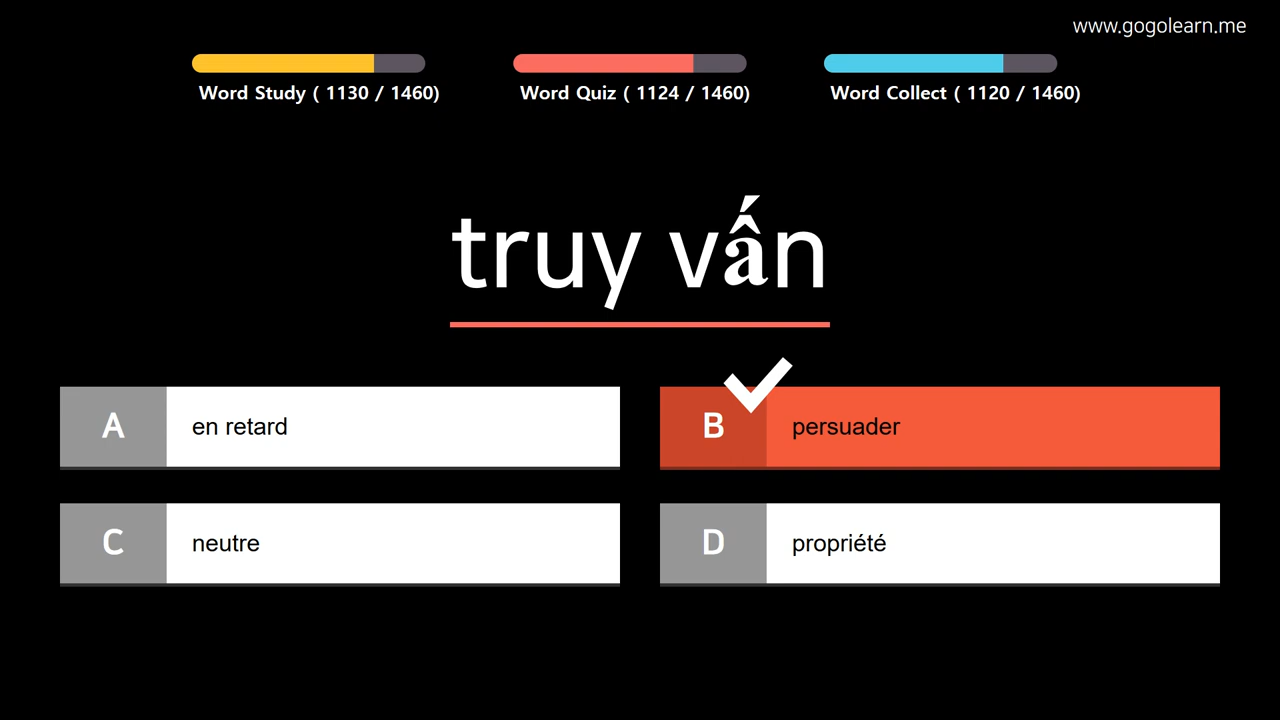 www.gogolearn.me
Word Study ( 1130 / 1460)
Word Quiz ( 1124 / 1460)
Word Collect ( 1120 / 1460)
truy vấn
A en retard
B persuader
C neutre
D propriété